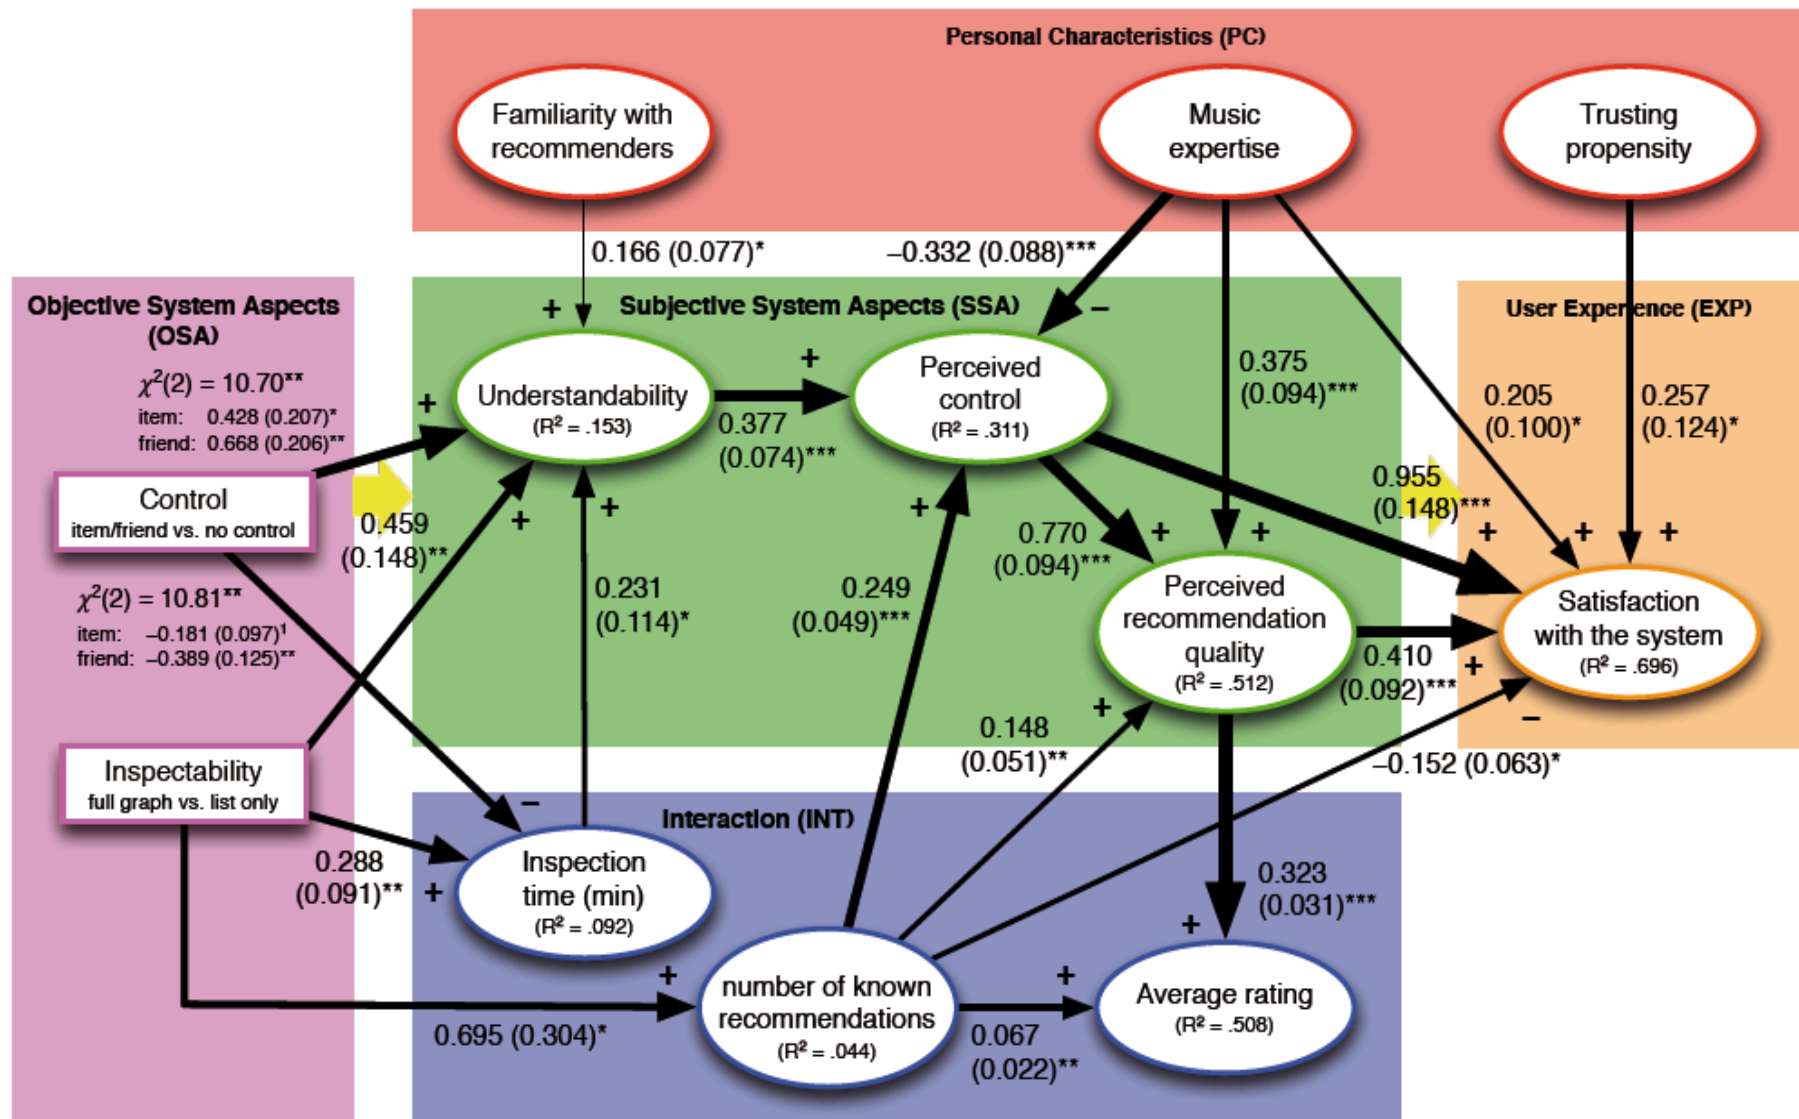 Personal Characteristics (PC)
Familiarity with
recommenders
Music
expertise
Trusting
propensity
0.166 (0.077)*
−0.332 (0.088)***
Objective System Aspects
(OSA)
Subjective System Aspects (SSA)
User Experience (EXP)
χ²(2) = 10.70**
item: 0.428 (0.207)*
friend: 0.668 (0.206)**
+
+
+
−
Understandability
(R² = .153)
Perceived
control
(R² = .311)
0.377
(0.074)***
0.375
(0.094)***
0.205
(0.100)*
0.257
(0.124)*
Control
item/friend vs. no control
0.459
(0.148)**
+
+
+
0.955
(0.148)***
+
+
+
+
+
χ²(2) = 10.81**
item: −0.181 (0.097)¹
friend: −0.389 (0.125)**
0.231
(0.114)*
0.249
(0.049)***
0.770
(0.094)***
Perceived
recommendation
quality
(R² = .512)
Satisfaction
with the system
(R² = .696)
0.410
(0.092)***
+
−
+
0.148
(0.051)**
−0.152 (0.063)*
Inspectability
full graph vs. list only
−
Interaction (INT)
0.288
(0.091)**
+
Inspection
time (min)
(R² = .092)
0.323
(0.031)***
+
+
+
number of known
recommendations
(R² = .044)
Average rating
(R² = .508)
0.695 (0.304)*
0.067
(0.022)**